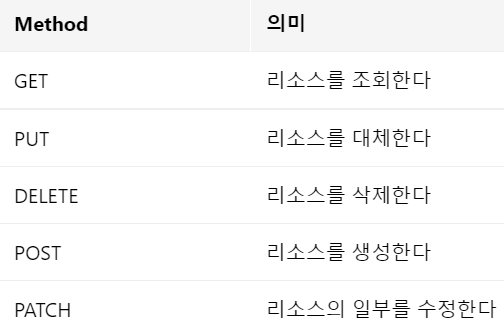 Method 의미
GET 리소스를 조회한다
PUT 리소스를 대체한다
DELETE 리소스를 삭제한다
POST 리소스를 생성한다
PATCH 리소스의 일부를 수정한다